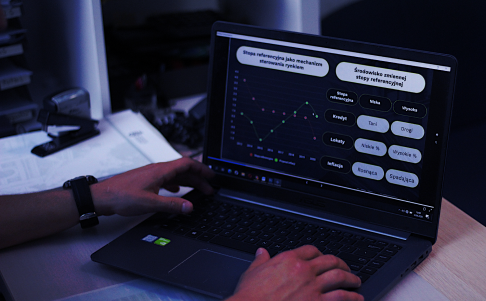 Stopa referencyjna jako mechanizm
sterowania rynkiem
Środowisko zmiennej
stopy referencyjnej
Stopa
referencyjna
Niska
Wysoka
Kredyt
Tani
Drogi
Lokaty
Niskie %
Wysokie %
Inflacja
Rosnąca
Spadająca